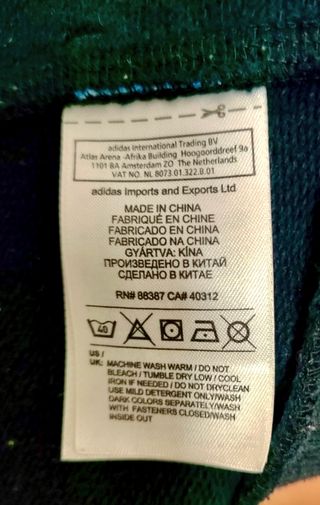 adidas International Trading BV
Atlas Arena -Afrika Building Hoogoorddreef 9a
1101 BA Amsterdam ZO The Netherlands
VAT NO. NL 8073.01.322.B.01
adidas Imports and Exports Ltd.
MADE IN CHINA
FABRIQUÉ EN CHINE
FABRICADO EN CHINA
FABRICADO NA CHINA
GYÁRTVA: KÍNA
ПРОИЗВЕДЕНО В КИТАЙ
СДЕЛАНО В КИТАЕ
RN# 88387 CA# 40312
40
US /
UK: MACHINE WASH WARM / DO NOT
BLEACH / TUMBLE DRY LOW / COOL
IRON IF NEEDED / DO NOT DRYCLEAN
USE MILD DETERGENT ONLY/WASH
DARK COLORS SEPARATELY/WASH
WITH FASTENERS CLOSED/WASH
INSIDE OUT